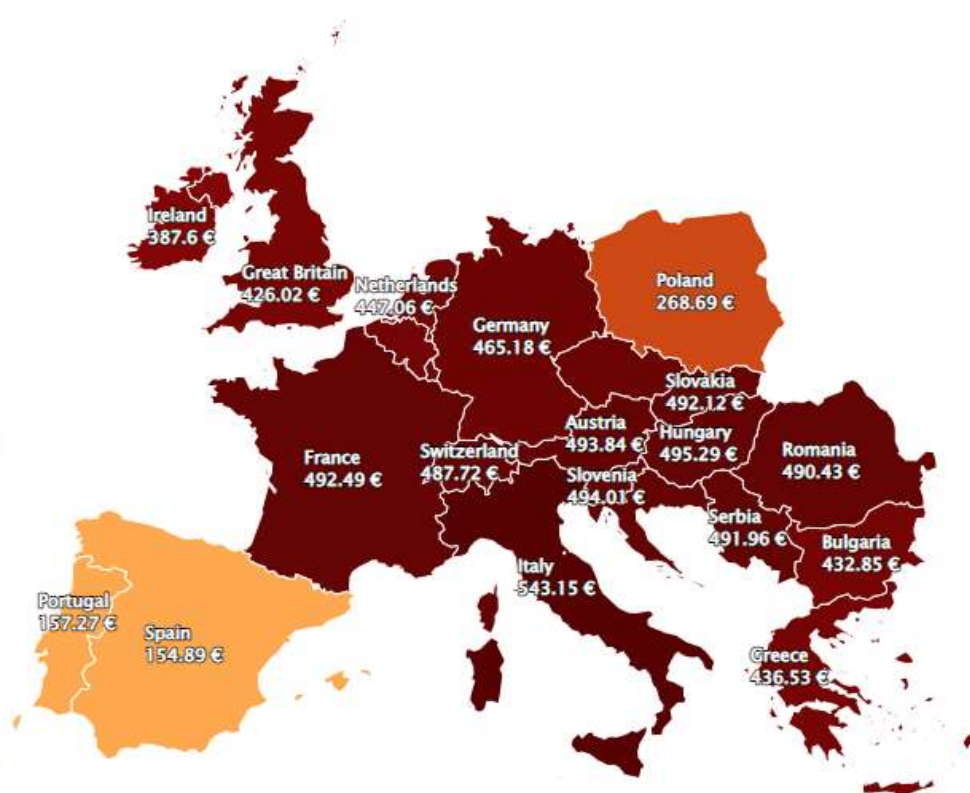 Ireland
387.6 €
Great Britain
426.02 €
Netherlands
447.06 €
Poland
268.69 €
Germany
465.18 €
Slovakia
492.12 €
Austria
493.84 €
Hungary
495.29 €
France
492.49 €
Switzerland
487.72 €
Romania
490.43 €
Slovenia
494.01 €
Serbia
491.96 €
Bulgaria
432.85 €
Italy
543.15 €
Portugal
157.27 €
Spain
154.89 €
Greece
436.53 €